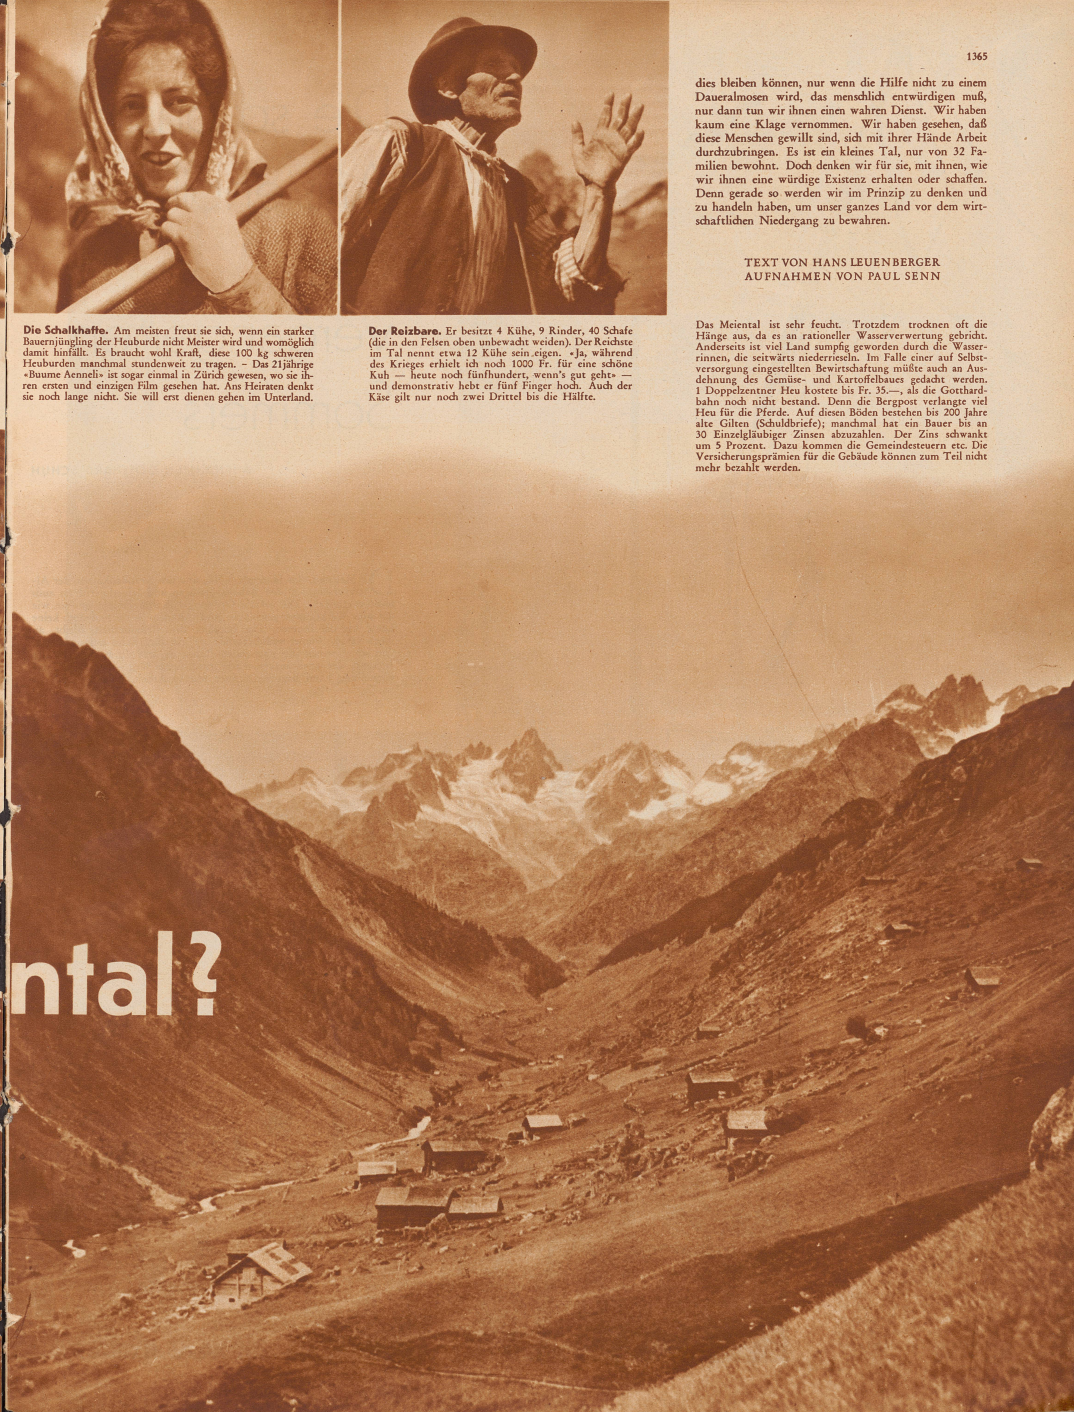 1365
dies bleiben können, nur wenn die Hilfe nicht zu einem
Daueralmosen wird, das menschlich entwürdigen muß,
nur dann tun wir ihnen einen wahren Dienst. Wir haben
kaum eine Klage vernommen. Wir haben gesehen, daß
diese Menschen gewillt sind, sich mit ihrer Hände Arbeit
durchzubringen. Es ist ein kleines Tal, nur von 32 Fa-
milien bewohnt. Doch denken wir für sie, mit ihnen, wie
wir ihnen eine würdige Existenz erhalten oder schaffen.
Denn gerade so werden wir im Prinzip zu denken und
zu handeln haben, um unser ganzes Land vor dem wirt-
schaftlichen Niedergang zu bewahren.
TEXT VON HANS LEUENBERGER
AUFNAHMEN VON PAUL SENN
Die Schalkhafte. Am meisten freut sie sich, wenn ein starker
Bauernjüngling der Heuburde nicht Meister wird und womöglich
damit hinfällt. Es braucht wohl Kraft, diese 100 kg schweren
Heuburden manchmal stundenweit zu tragen. – Das 21jährige
«Buume Aenneli» ist sogar einmal in Zürich gewesen, wo sie ih-
ren ersten und einzigen Film gesehen hat. Ans Heiraten denkt
sie noch lange nicht. Sie will erst dienen gehen im Unterland.
Der Reizbare. Er besitzt 4 Kühe, 9 Rinder, 40 Schafe
(die in den Felsen oben unbewacht weiden). Der Reichste
im Tal nennt etwa 12 Kühe sein eigen. «Ja, während
des Krieges erhielt ich noch 1000 Fr. für eine schöne
Kuh — heute noch fünfhundert, wenn's gut geht» —
und demonstrativ hebt er fünf Finger hoch. Auch der
Käse gilt nur noch zwei Drittel bis die Hälfte.
Das Meiental ist sehr feucht. Trotzdem trocknen oft die
Hänge aus, da es an rationeller Wasserverwertung gebricht.
Anderseits ist viel Land sumpfig geworden durch die Wasser-
rinnen, die seitwärts niederrieseln. Im Falle einer auf Selbst-
versorgung eingestellten Bewirtschaftung müßte auch an Aus-
dehnung des Gemüse- und Kartoffelbaues gedacht werden.
1 Doppelzentner Heu kostete bis Fr. 35.—, als die Gotthard-
bahn noch nicht bestand. Denn die Bergpost verlangte viel
Heu für die Pferde. Auf diesen Böden bestehen bis 200 Jahre
alte Gilten (Schuldbriefe); manchmal hat ein Bauer bis an
30 Einzelgläubiger Zinsen abzuzahlen. Der Zins schwankt
um 5 Prozent. Dazu kommen die Gemeindesteuern etc. Die
Versicherungsprämien für die Gebäude können zum Teil nicht
mehr bezahlt werden.
ntal?